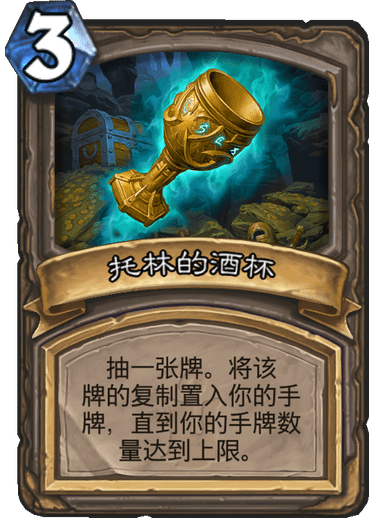 3
托林的酒杯
抽一张牌。将该
牌的复制置入你的手
牌，直到你的手牌数
量达到上限。